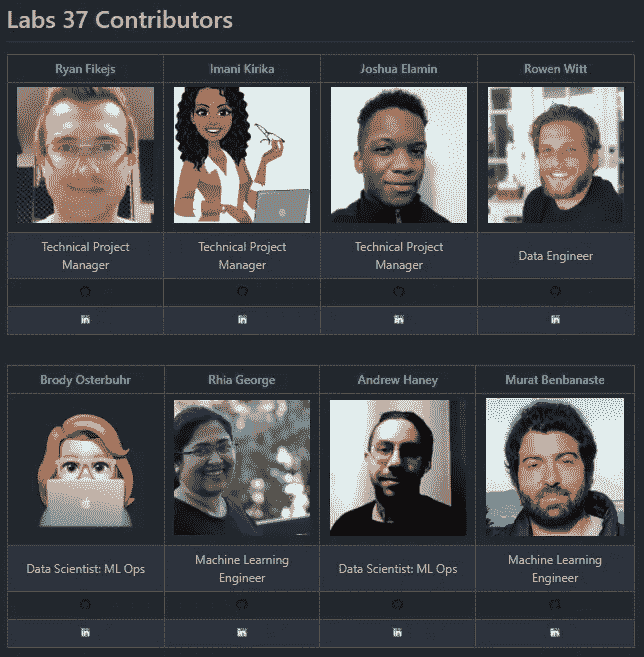 Labs 37 Contributors
Ryan Fikejs Imani Kirika Joshua Elamin Rowen Witt
Technical Project Technical Project Technical Project Data Engineer
Manager Manager Manager
in in in in
Brody Osterbuhr Rhia George Andrew Haney Murat Benbanaste
Data Scientist: ML Ops Machine Learning Data Scientist: ML Ops Machine Learning
Engineer Engineer
in in in in